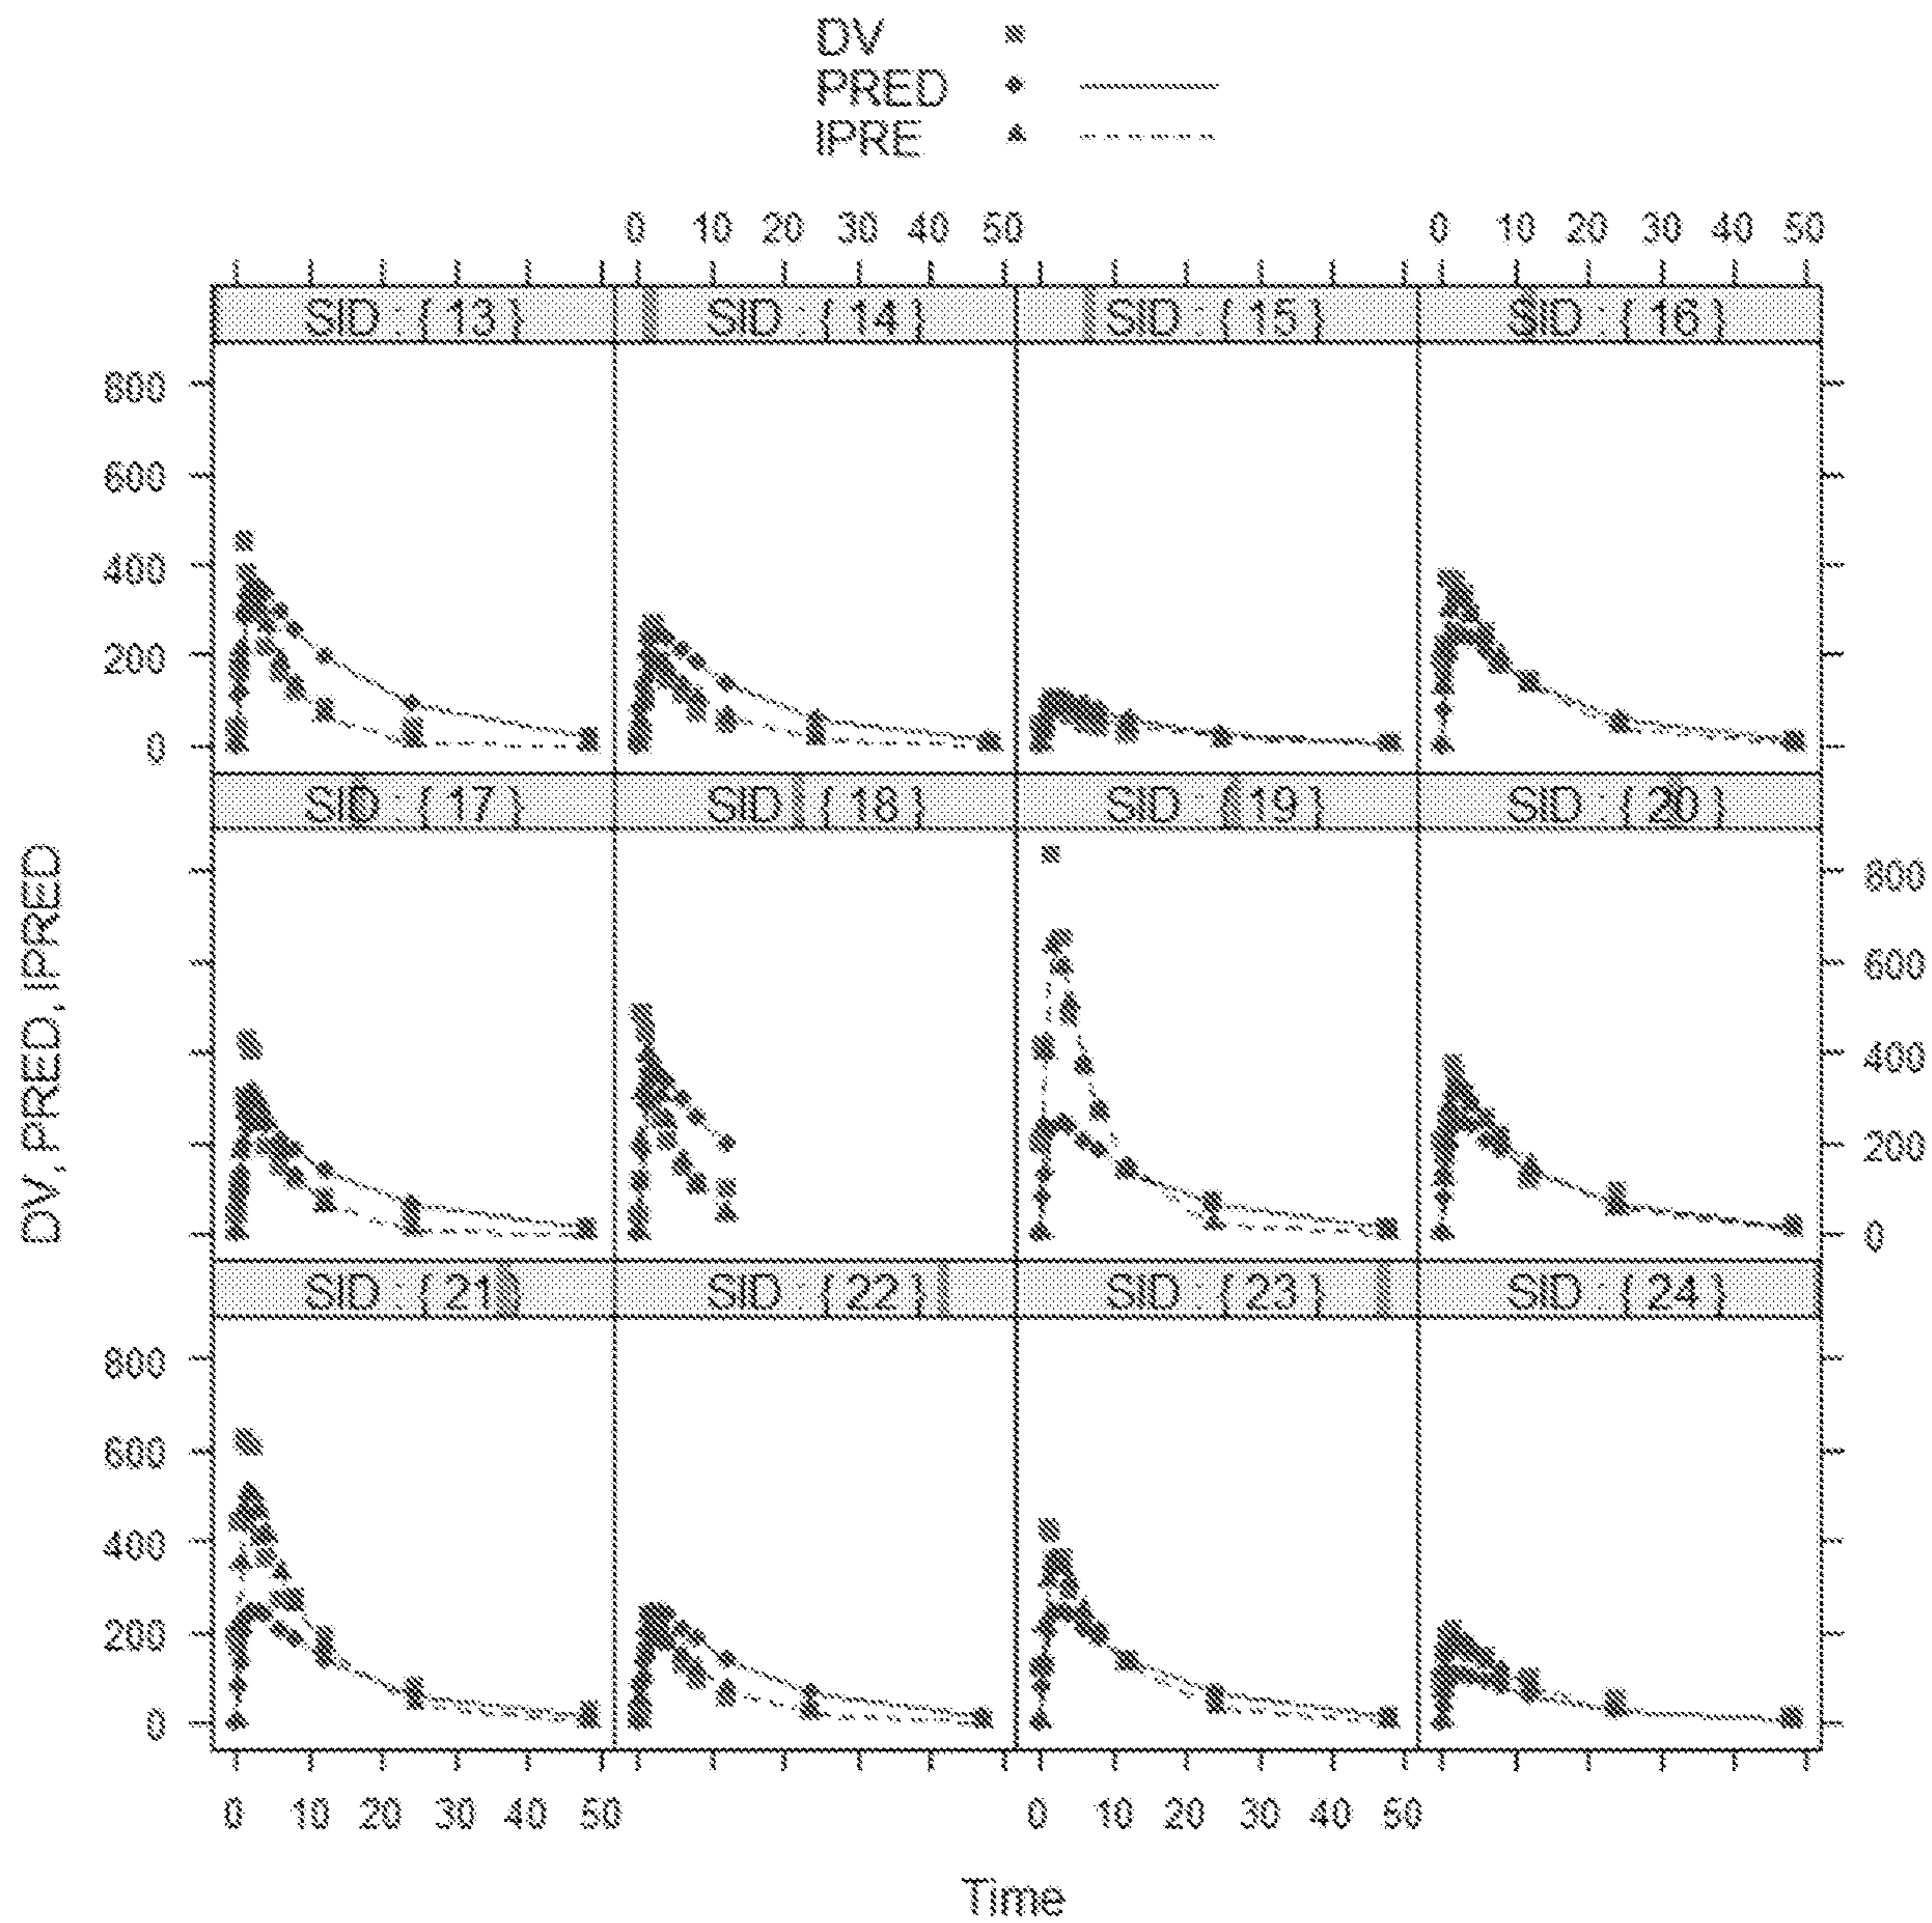 DV
PRED
IPRE
0 10 20 30 40 50 0 10 20 30 40 50
SID : { 13 } SID : { 14 } SID : { 15 } SID : { 16 }
800
600
400
200
0
SID : { 17 } SID : { 18 } SID : { 19 } SID : { 20 }
DV, PRED, IPRED
800
600
400
200
0
SID : { 21 } SID : { 22 } SID : { 23 } SID : { 24 }
800
600
400
200
0
0 10 20 30 40 50 0 10 20 30 40 50
Time